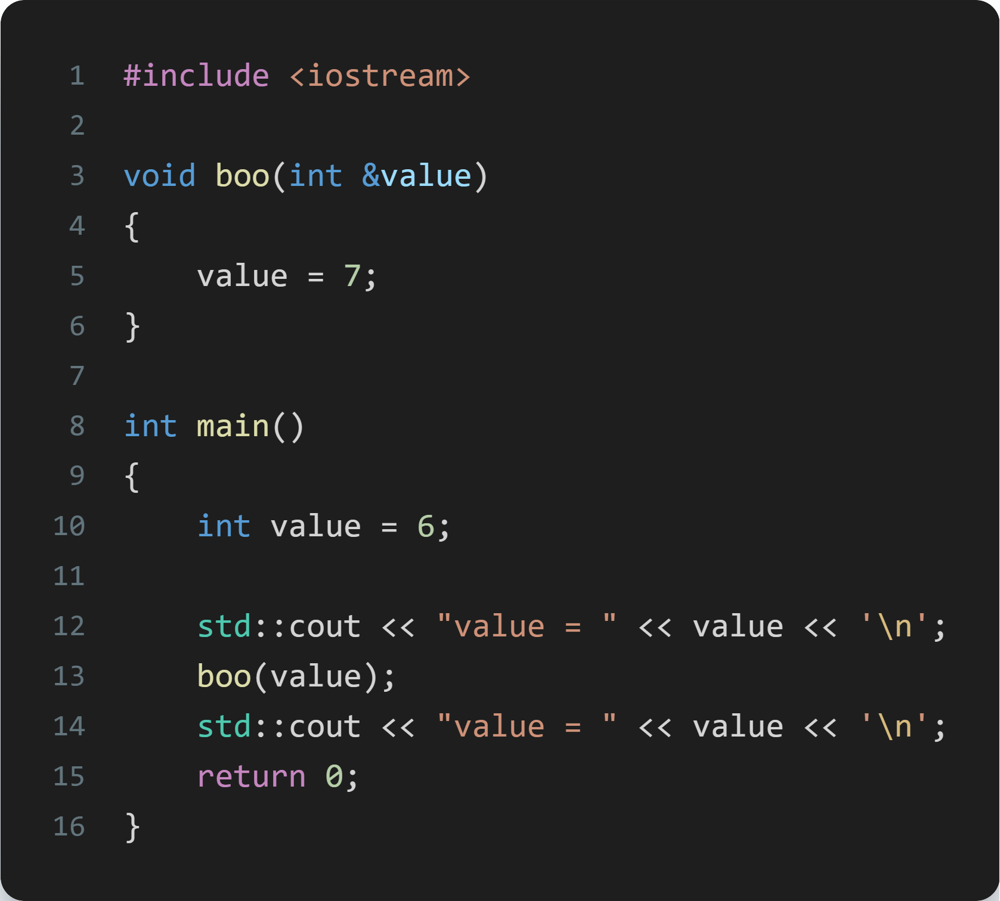 1 #include <iostream>
2
3 void boo(int &value)
4 {
5     value = 7;
6 }
7
8 int main()
9 {
10     int value = 6;
11
12     std::cout << "value = " << value << '\n';
13     boo(value);
14     std::cout << "value = " << value << '\n';
15     return 0;
16 }